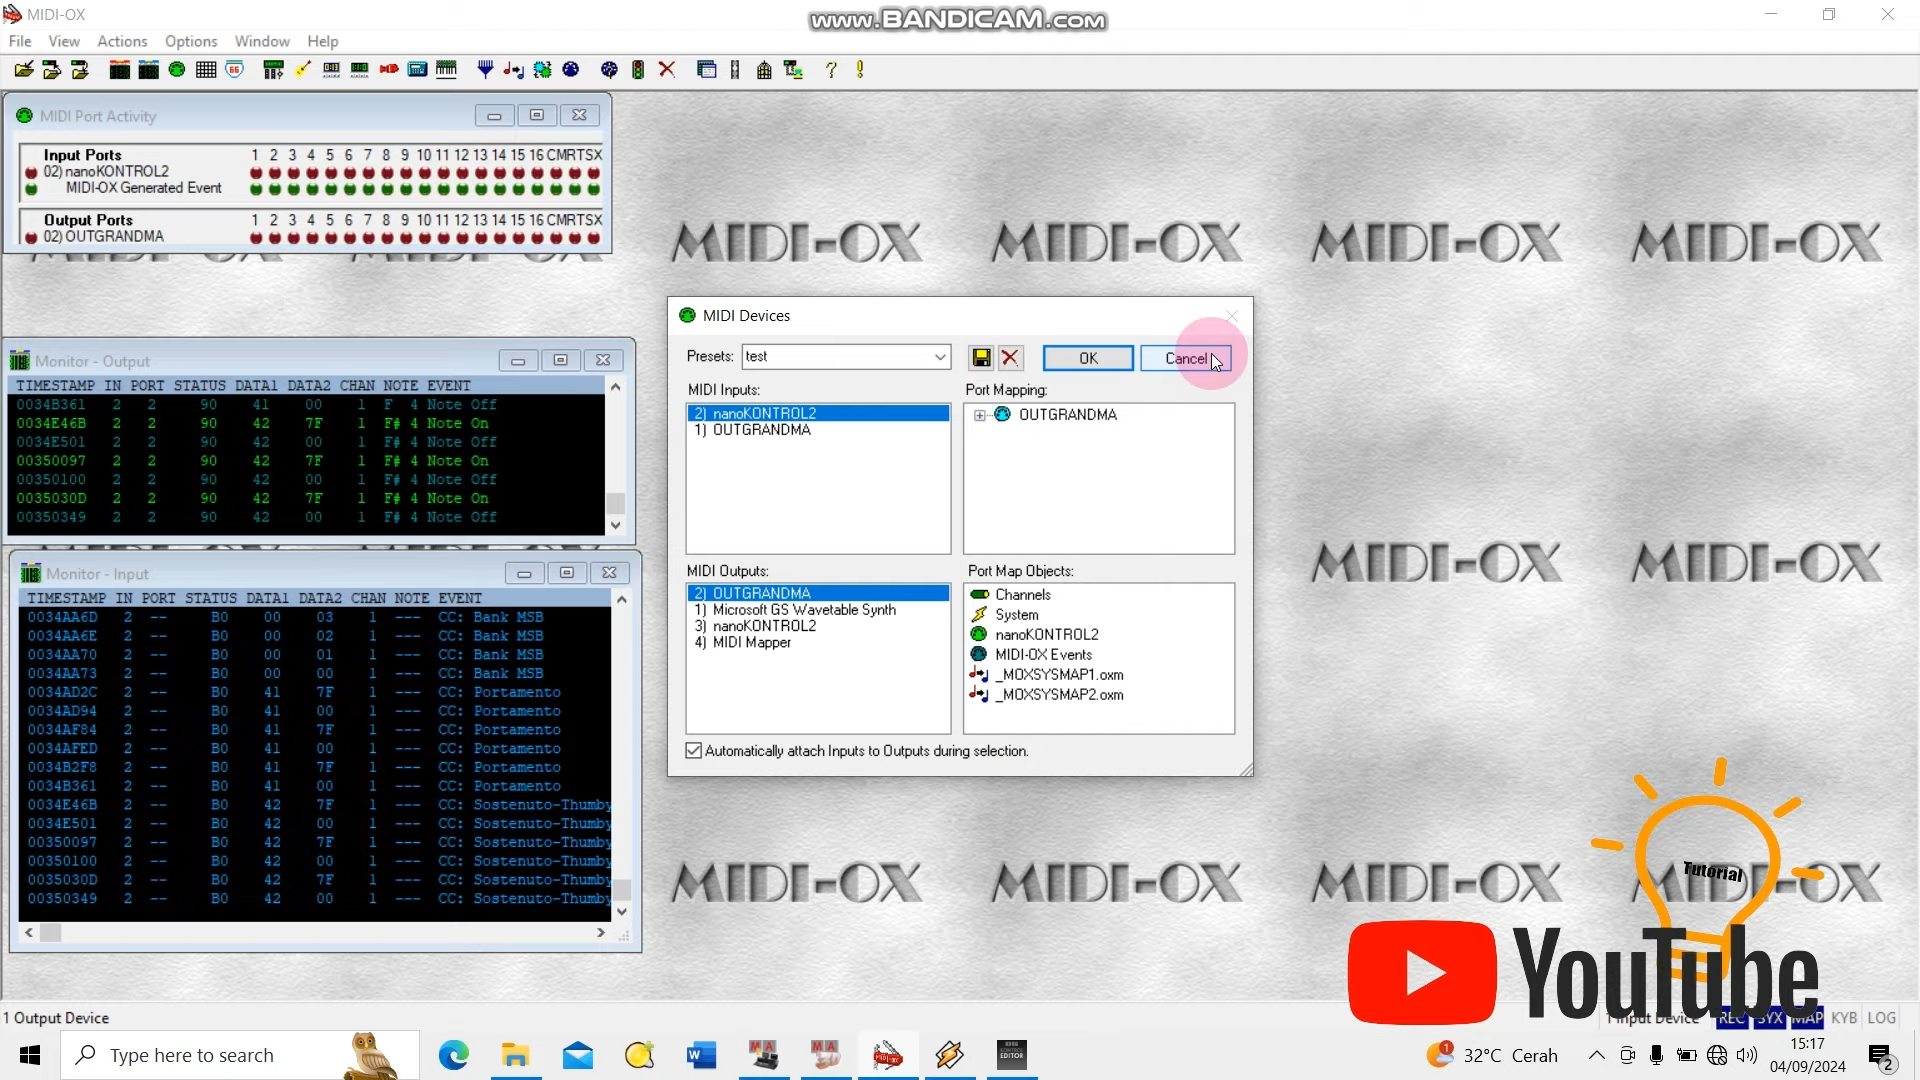 MIDI-OX
www.BANDICAM.com
File View Actions Options Window Help
MIDI Port Activity
Input Ports 1 2 3 4 5 6 7 8 9 10 11 12 13 14 15 16 CMRTSX
02) nanoKONTROL2
MIDI-OX Generated Event
Output Ports 1 2 3 4 5 6 7 8 9 10 11 12 13 14 15 16 CMRTSX
02) OUTGRANDMA
MIDI-OX MIDI-OX MIDI-OX MIDI-OX
Monitor - Output
TIMESTAMP IN PORT STATUS DATA1 DATA2 CHAN NOTE EVENT
0034B361 2 2 90 41 00 1 F 4 Note Off
0034E46B 2 2 90 42 7F 1 F# 4 Note On
0034E501 2 2 90 42 00 1 F# 4 Note Off
00350097 2 2 90 42 7F 1 F# 4 Note On
00350100 2 2 90 42 00 1 F# 4 Note Off
0035030D 2 2 90 42 7F 1 F# 4 Note On
00350349 2 2 90 42 00 1 F# 4 Note Off
Monitor - Input
TIMESTAMP IN PORT STATUS DATA1 DATA2 CHAN NOTE EVENT
0034AA6D 2 -- B0 00 03 1 --- CC: Bank MSB
0034AA6E 2 -- B0 00 02 1 --- CC: Bank MSB
0034AA70 2 -- B0 00 01 1 --- CC: Bank MSB
0034AA73 2 -- B0 00 00 1 --- CC: Bank MSB
0034AD2C 2 -- B0 41 7F 1 --- CC: Portamento
0034AD94 2 -- B0 41 00 1 --- CC: Portamento
0034AF84 2 -- B0 41 7F 1 --- CC: Portamento
0034AFED 2 -- B0 41 00 1 --- CC: Portamento
0034B2F8 2 -- B0 41 7F 1 --- CC: Portamento
0034B361 2 -- B0 41 00 1 --- CC: Portamento
0034E46B 2 -- B0 42 7F 1 --- CC: Sostenuto-Thumby
0034E501 2 -- B0 42 00 1 --- CC: Sostenuto-Thumby
00350097 2 -- B0 42 7F 1 --- CC: Sostenuto-Thumby
00350100 2 -- B0 42 00 1 --- CC: Sostenuto-Thumby
0035030D 2 -- B0 42 7F 1 --- CC: Sostenuto-Thumby
00350349 2 -- B0 42 00 1 --- CC: Sostenuto-Thumby
MIDI Devices
Presets: test OK Cancel
MIDI Inputs:
2) nanoKONTROL2
1) OUTGRANDMA
Port Mapping:
OUTGRANDMA
MIDI Outputs:
2) OUTGRANDMA
1) Microsoft GS Wavetable Synth
3) nanoKONTROL2
4) MIDI Mapper
Port Map Objects:
Channels
System
nanoKONTROL2
MIDI-OX Events
_MOXSYSMAP1.oxm
_MOXSYSMAP2.oxm
Automatically attach Inputs to Outputs during selection.
MIDI-OX MIDI-OX
MIDI-OX MIDI-OX MIDI-OX MIDI-OX
Tutorial
YouTube
1 Output Device
1 Input Device REC SYX MAP KYB LOG
Type here to search
32°C Cerah
15:17
04/09/2024
2